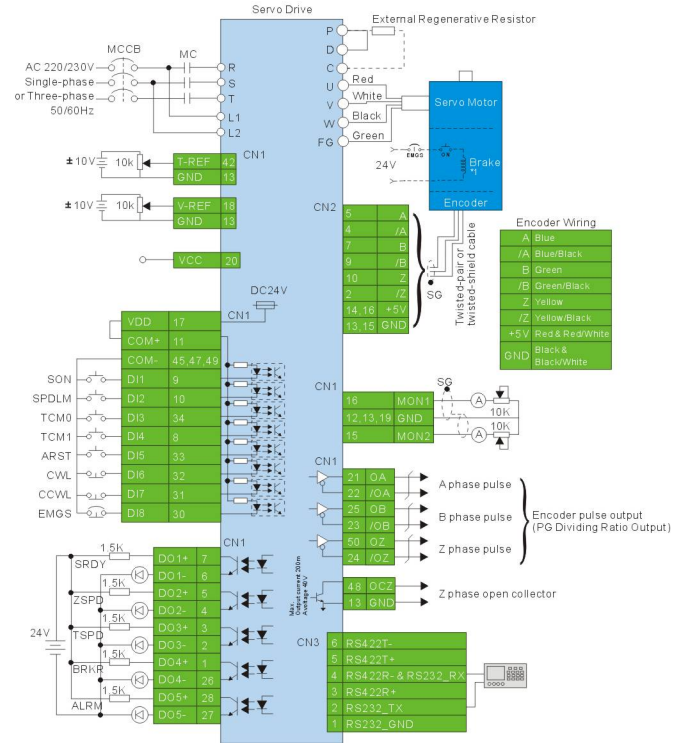 Servo Drive
External Regenerative Resistor
P
D
C
MCCB
MC
AC 220/230V
Single-phase
or Three-phase
50/60Hz
R
S
T
L1
L2
U Red
V White
W Black
FG Green
Servo Motor
EMGS
ON
24V
Brake
*1
Encoder
CN1
± 10V 10k T-REF 42
GND 13
± 10V 10k V-REF 18
GND 13
VCC 20
CN2
5 A
4 /A
7 B
9 /B
10 Z
2 /Z
14,16 +5V
13,15 GND
SG
Twisted-pair or
twisted-shield cable
Encoder Wiring
A Blue
/A Blue/Black
B Green
/B Green/Black
Z Yellow
/Z Yellow/Black
+5V Red & Red/White
GND Black &
Black/White
DC24V
CN1
VDD 17
COM+ 11
COM- 45,47,49
SON DI1 9
SPDLM DI2 10
TCM0 DI3 34
TCM1 DI4 8
ARST DI5 33
CWL DI6 32
CCWL DI7 31
EMGS DI8 30
CN1
SG
16 MON1 A
10K
12,13,19 GND
10K
15 MON2 A
CN1
21 OA
22 /OA
A phase pulse
25 OB
23 /OB
B phase pulse
50 OZ
24 /OZ
Z phase pulse
Encoder pulse output
(PG Dividing Ratio Output)
48 OCZ
13 GND
Z phase open collector
Max.
Output current 200m
CN1
24V
1.5K
SRDY
DO1+ 7
DO1- 6
1.5K
ZSPD
DO2+ 5
DO2- 4
1.5K
TSPD
DO3+ 3
DO3- 2
1.5K
BRKR
DO4+ 1
DO4- 26
1.5K
ALRM
DO5+ 28
DO5- 27
CN3
6 RS422T-
5 RS422T+
4 RS422R- & RS232_RX
3 RS422R+
2 RS232_TX
1 RS232_GND